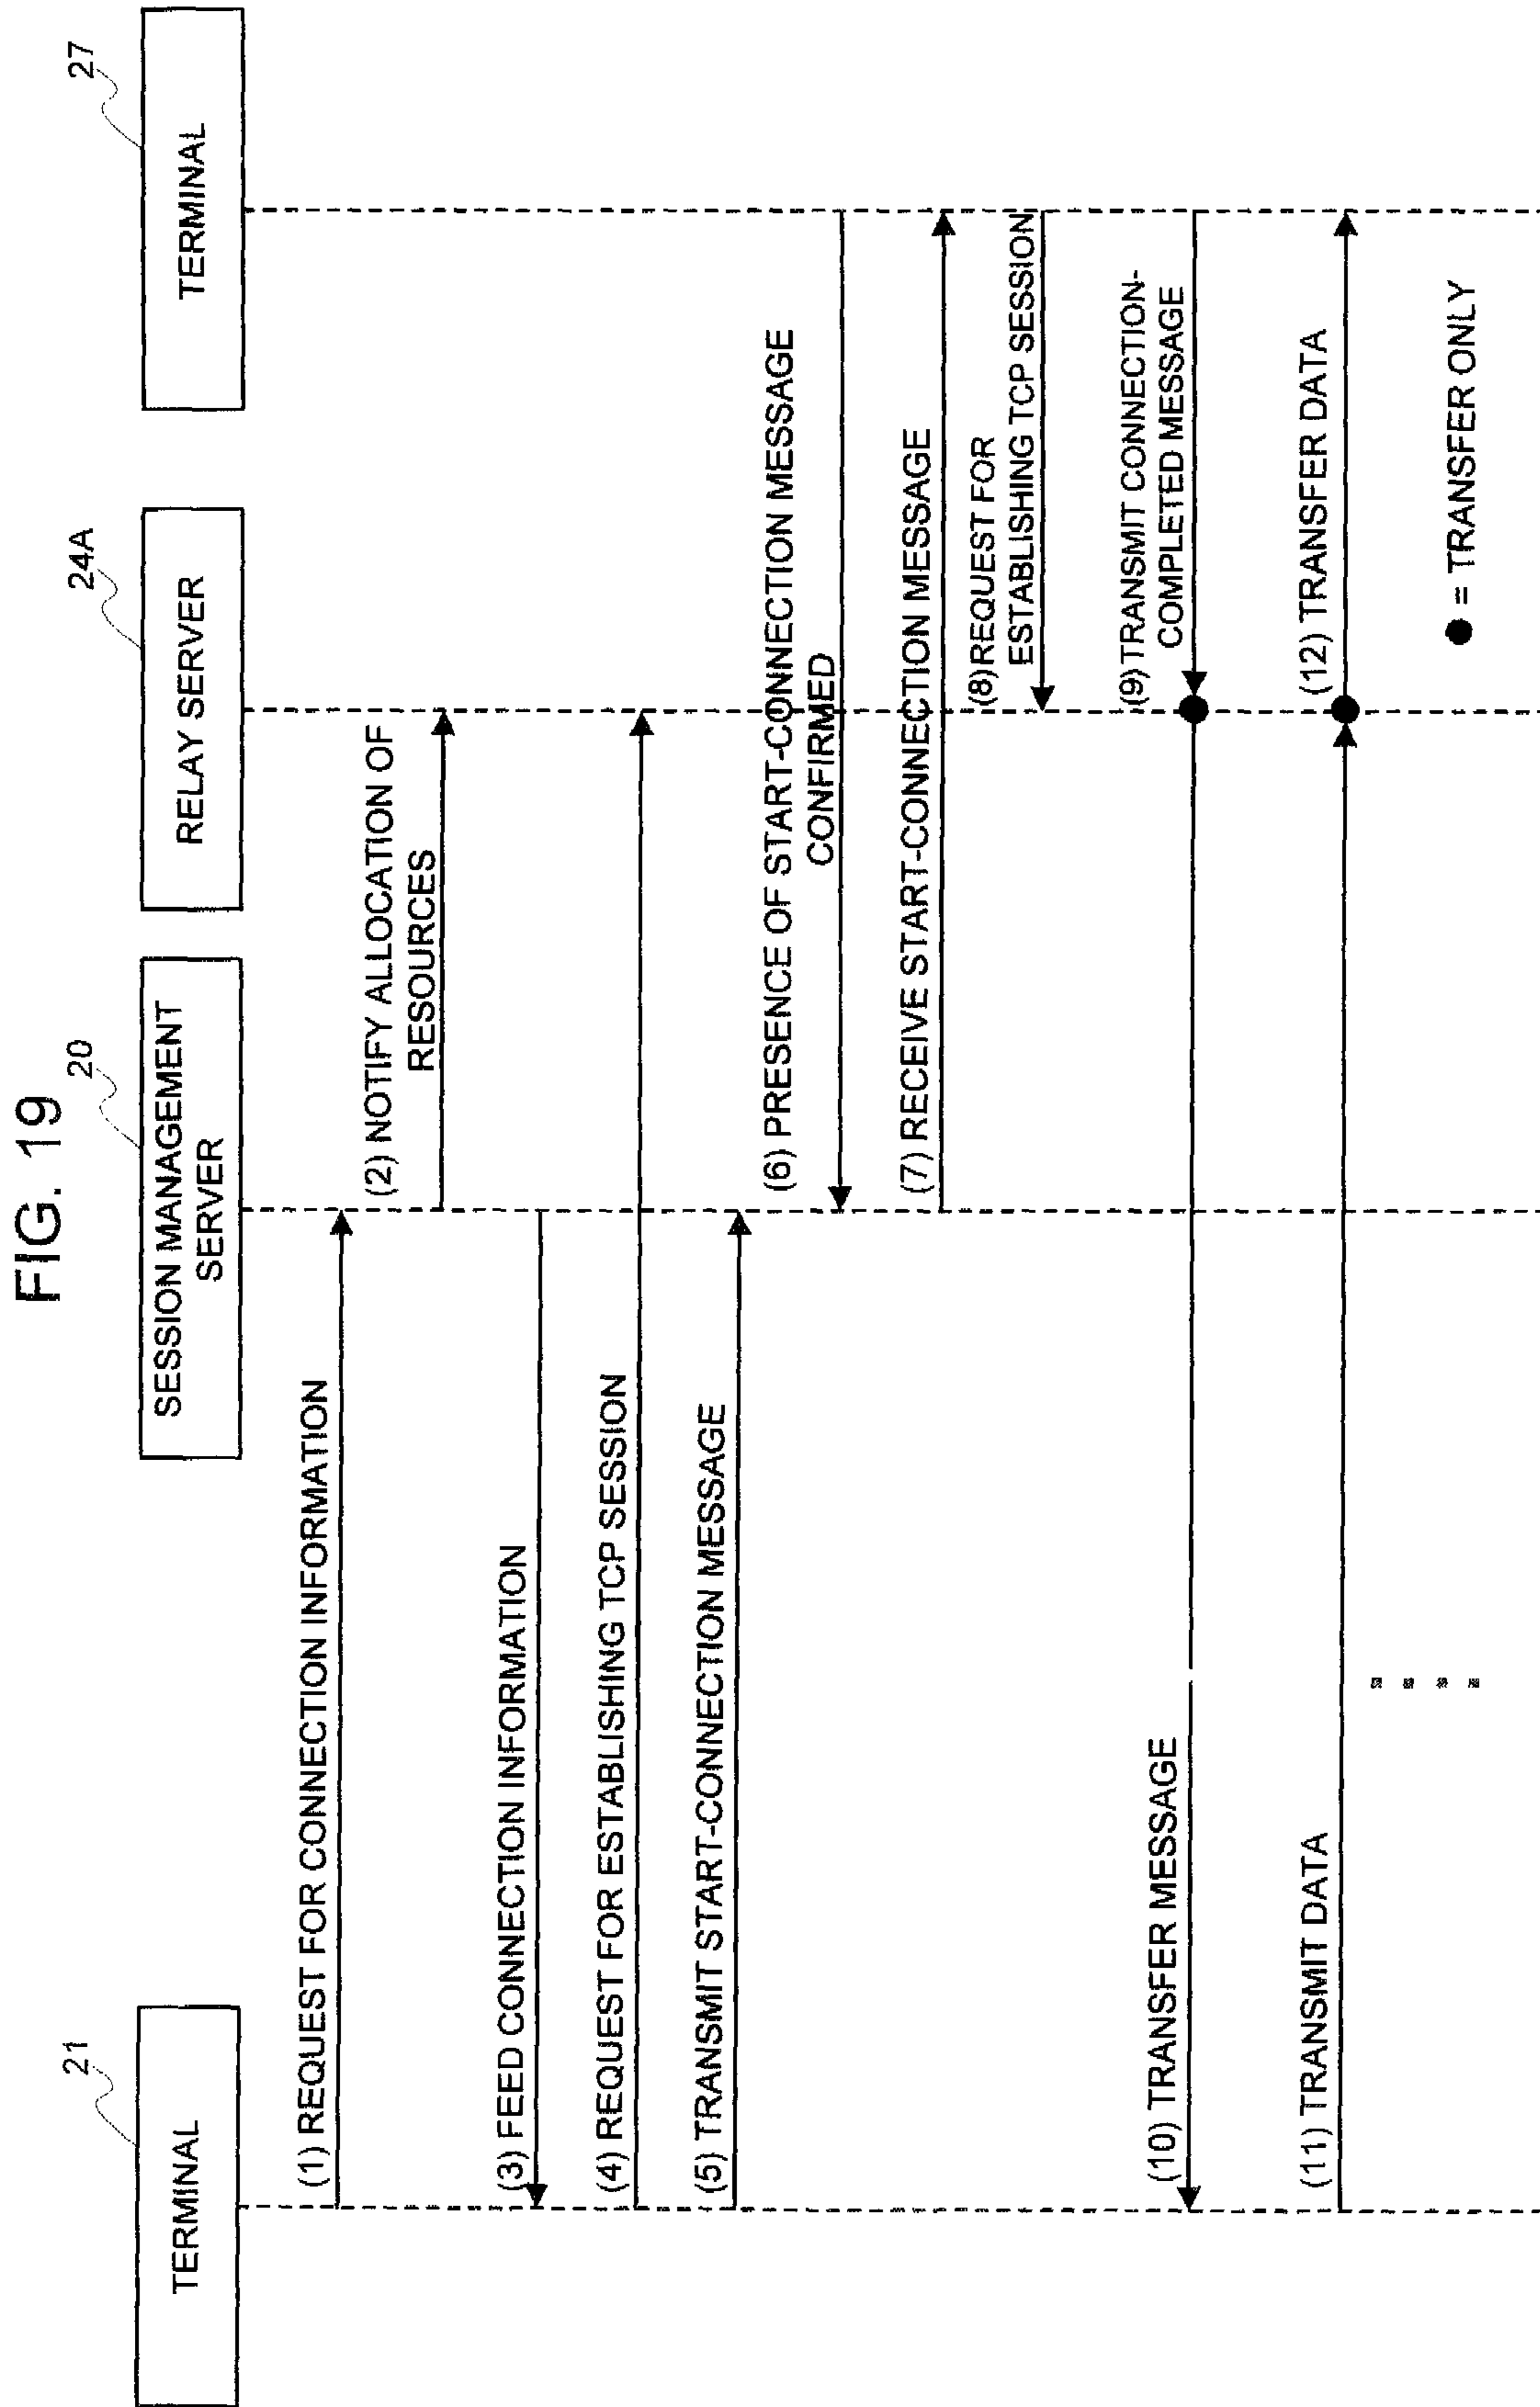 FIG. 19
21
TERMINAL
20
SESSION MANAGEMENT
SERVER
24A
RELAY SERVER
27
TERMINAL
(1) REQUEST FOR CONNECTION INFORMATION
(2) NOTIFY ALLOCATION OF
RESOURCES
(3) FEED CONNECTION INFORMATION
(4) REQUEST FOR ESTABLISHING TCP SESSION
(5) TRANSMIT START-CONNECTION MESSAGE
(6) PRESENCE OF START-CONNECTION MESSAGE
CONFIRMED
(7) RECEIVE START-CONNECTION MESSAGE
(8) REQUEST FOR
ESTABLISHING TCP SESSION
(9) TRANSMIT CONNECTION-
COMPLETED MESSAGE
(10) TRANSFER MESSAGE
(11) TRANSMIT DATA
(12) TRANSFER DATA
● = TRANSFER ONLY